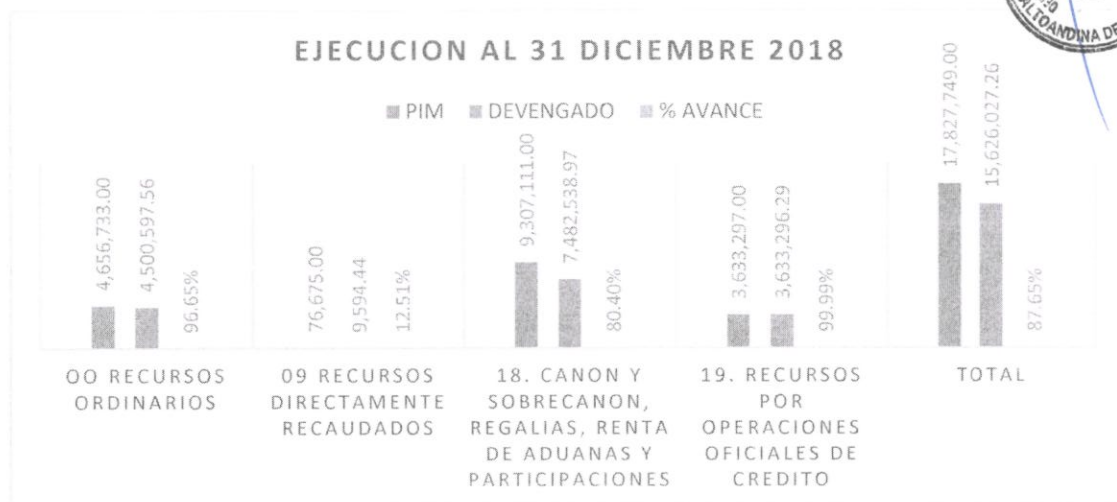 ALTOANDINA DE
EJECUCION AL 31 DICIEMBRE 2018
PIM DEVENGADO % AVANCE
4,656,733.00 4,500,597.56 96.65%
76,675.00 9,594.44 12.51%
9,307,111.00 7,482,538.97 80.40%
3,633,297.00 3,633,296.29 99.99%
17,827,749.00 15,626,027.26 87.65%
OO RECURSOS
ORDINARIOS
09 RECURSOS
DIRECTAMENTE
RECAUDADOS
18. CANON Y
SOBRECANON,
REGALIAS, RENTA
DE ADUANAS Y
PARTICIPACIONES
19. RECURSOS
POR
OPERACIONES
OFICIALES DE
CREDITO
TOTAL